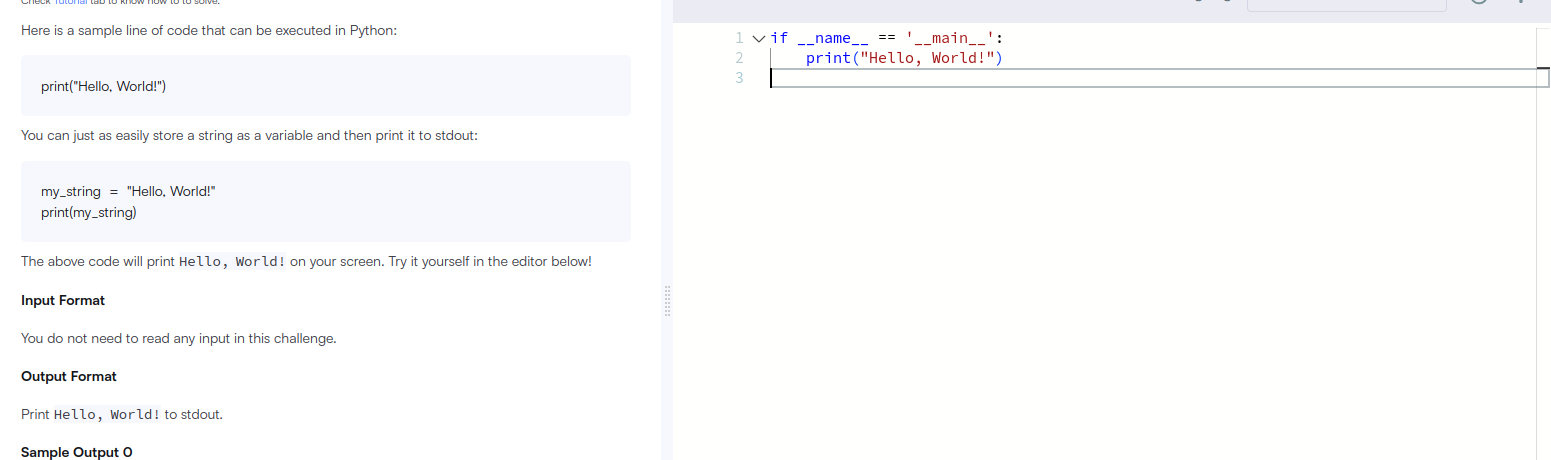 Check Tutorial tab to know how to to solve.
Here is a sample line of code that can be executed in Python:
print("Hello, World!")
You can just as easily store a string as a variable and then print it to stdout:
my_string = "Hello, World!"
print(my_string)
The above code will print Hello, World! on your screen. Try it yourself in the editor below!
Input Format
You do not need to read any input in this challenge.
Output Format
Print Hello, World! to stdout.
Sample Output 0
1 if __name__ == '__main__':
2 print("Hello, World!")
3